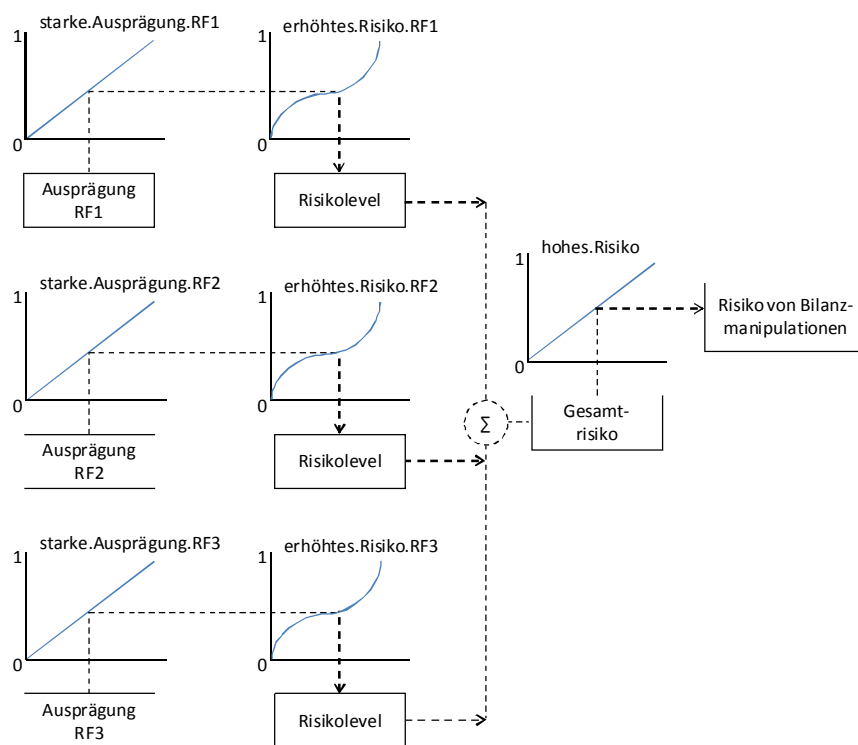 starke.Ausprägung.RF1
erhöhtes.Risiko.RF1
1
1
0
0
Ausprägung
RF1
Risikolevel
hohes.Risiko
1
0
Risiko von Bilanz-
manipulationen
starke.Ausprägung.RF2
erhöhtes.Risiko.RF2
1
1
0
0
Ausprägung
RF2
Risikolevel
Σ
Gesamt-
risiko
starke.Ausprägung.RF3
erhöhtes.Risiko.RF3
1
1
0
0
Ausprägung
RF3
Risikolevel